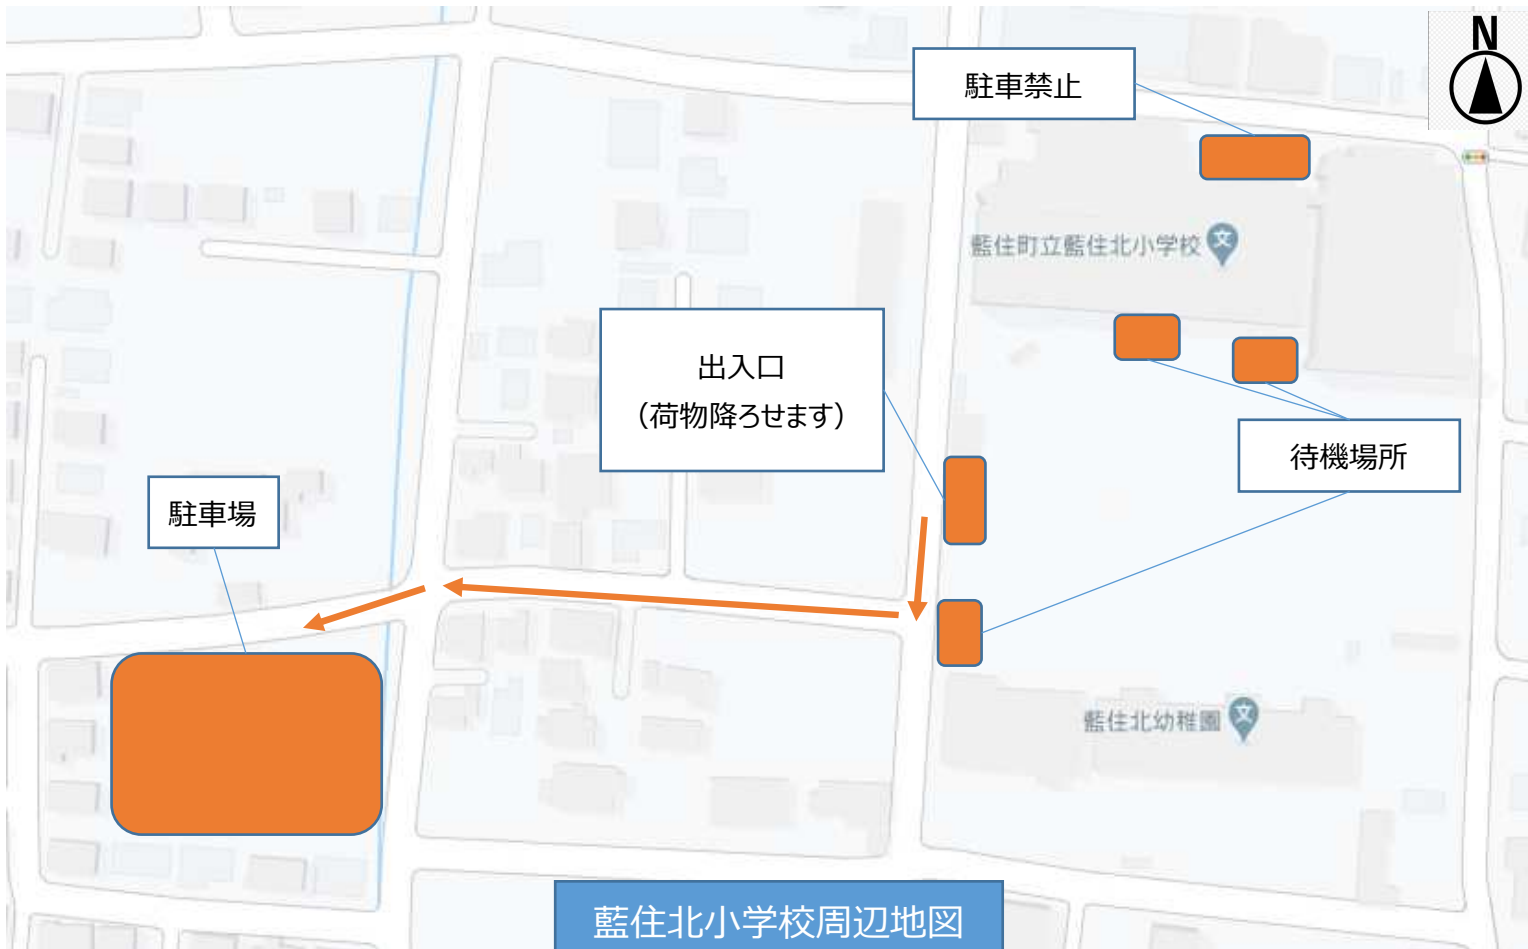 N
駐車禁止
藍住町立藍住北小学校
文
出入口
（荷物降ろせます）
待機場所
駐車場
藍住北幼稚園
文
藍住北小学校周辺地図